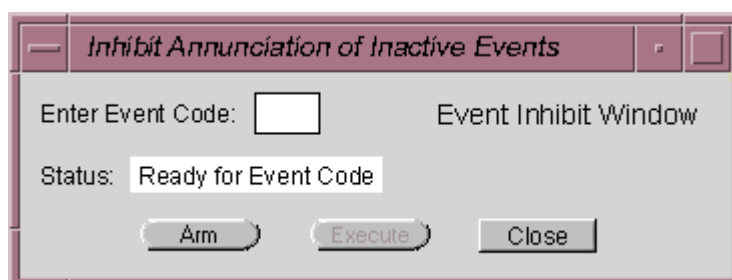 Inhibit Annunciation of Inactive Events
Enter Event Code: Event Inhibit Window
Status: Ready for Event Code
Arm Execute Close